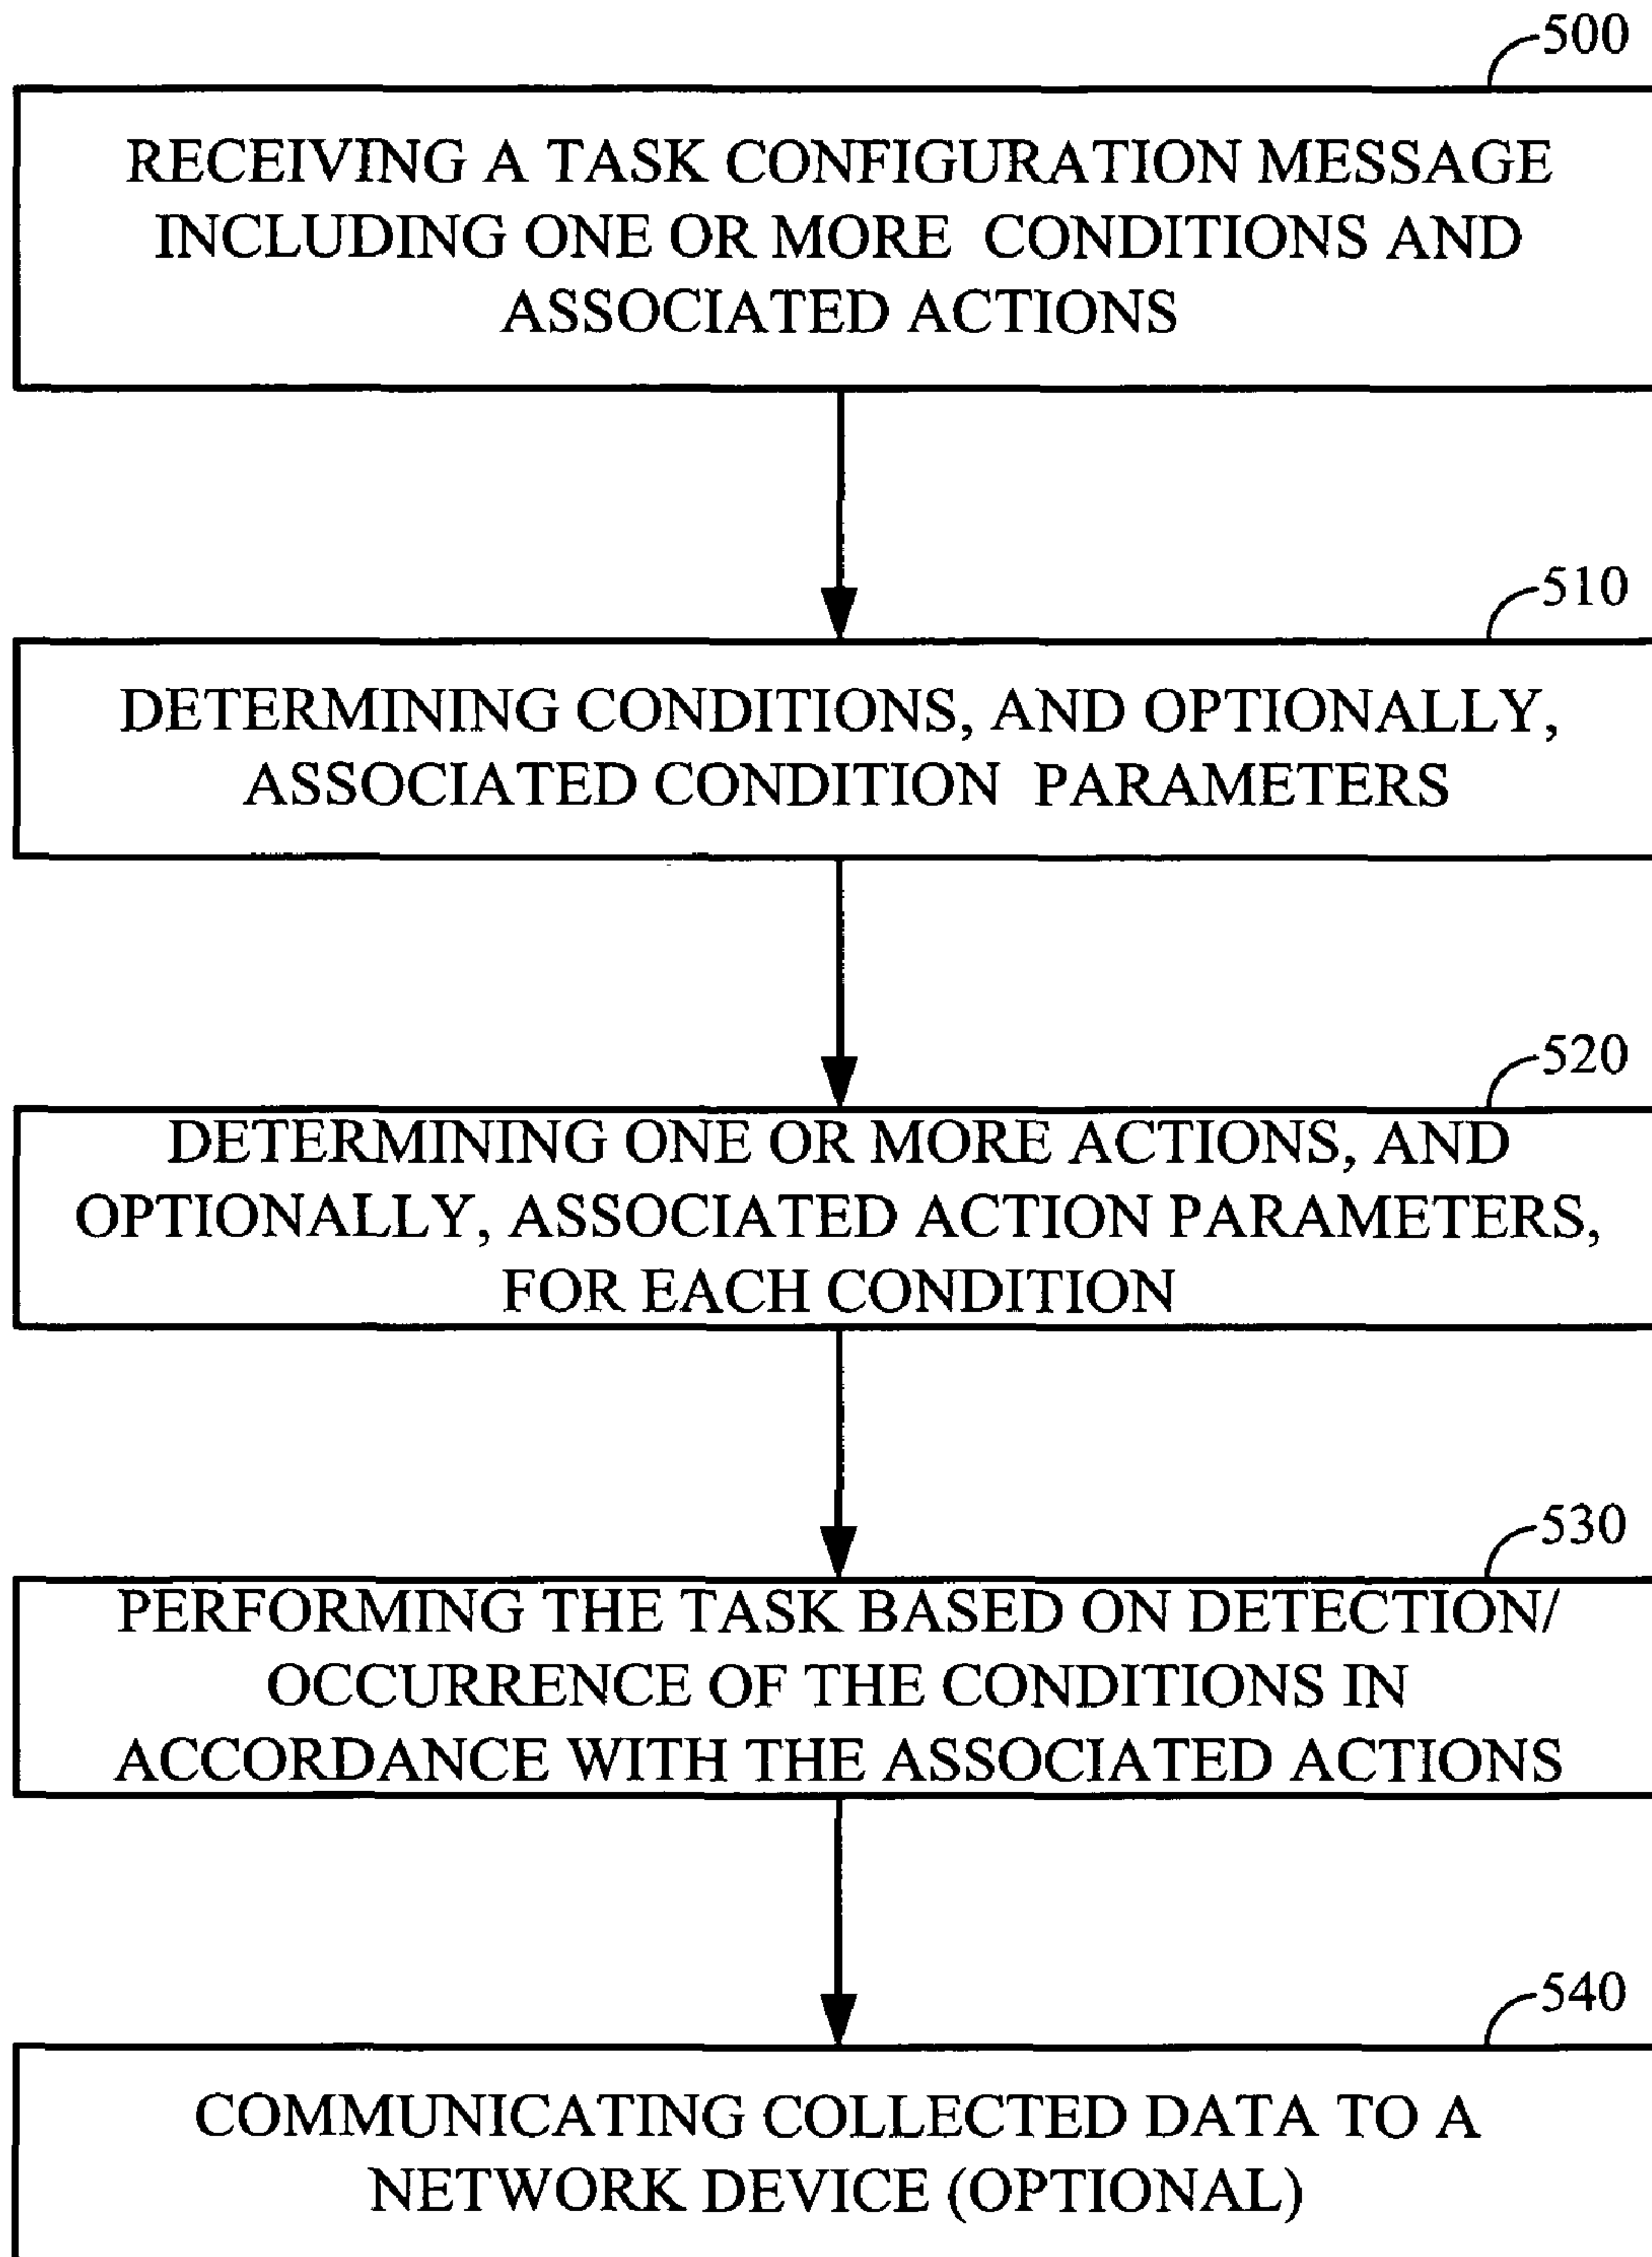 500
RECEIVING A TASK CONFIGURATION MESSAGE
INCLUDING ONE OR MORE CONDITIONS AND
ASSOCIATED ACTIONS
510
DETERMINING CONDITIONS, AND OPTIONALLY,
ASSOCIATED CONDITION PARAMETERS
520
DETERMINING ONE OR MORE ACTIONS, AND
OPTIONALLY, ASSOCIATED ACTION PARAMETERS,
FOR EACH CONDITION
530
PERFORMING THE TASK BASED ON DETECTION/
OCCURRENCE OF THE CONDITIONS IN
ACCORDANCE WITH THE ASSOCIATED ACTIONS
540
COMMUNICATING COLLECTED DATA TO A
NETWORK DEVICE (OPTIONAL)